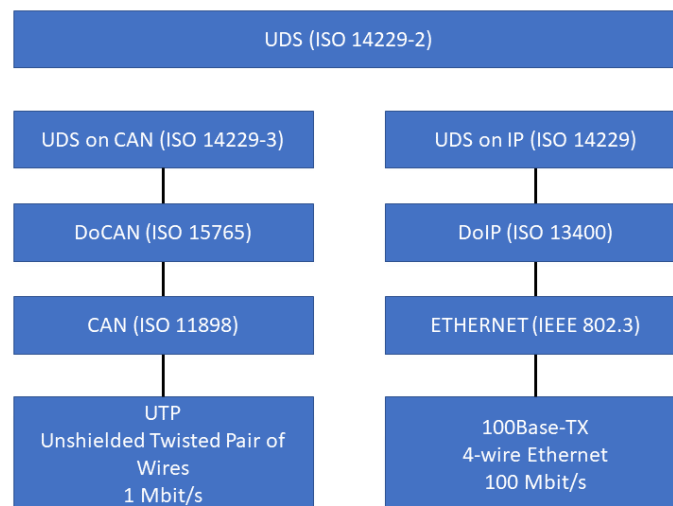 UDS (ISO 14229-2)
UDS on CAN (ISO 14229-3)
UDS on IP (ISO 14229)
DoCAN (ISO 15765)
DoIP (ISO 13400)
CAN (ISO 11898)
ETHERNET (IEEE 802.3)
UTP
Unshielded Twisted Pair of
Wires
1 Mbit/s
100Base-TX
4-wire Ethernet
100 Mbit/s